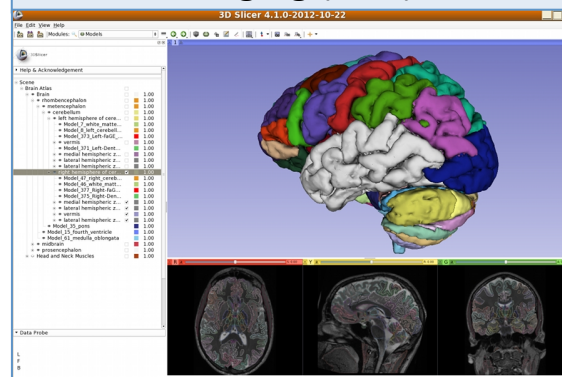 3D Slicer 4.1.0-2012-10-22
File Edit View Help
Modules: Models
3DSlicer
Help & Acknowledgement
Scene
Brain Atlas
Brain 1.00
rhombencephalon 1.00
metencephalon 1.00
cerebellum 1.00
left hemisphere of cere... 1.00
Model_7_white_matte... 1.00
Model_8_left_cerebell... 1.00
Model_373_Left-faGE_... 1.00
vermis 1.00
Model_371_Left-Dent... 1.00
medial hemispheric z... 1.00
lateral hemispheric z... 1.00
lateral hemispheric z... 1.00
right hemisphere of cer... 1.00
Model_47_right_cereb... 1.00
Model_46_white_matt... 1.00
Model_377_Right-faG... 1.00
Model_375_Right-Den... 1.00
medial hemispheric z... 1.00
lateral hemispheric z... 1.00
vermis 1.00
lateral hemispheric z... 1.00
Model_35_pons 1.00
Model_15_fourth_ventricle 1.00
Model_61_medulla_oblongata 1.00
midbrain 1.00
prosencephalon 1.00
Head and Neck Muscles 1.00
1
R
Y
G
Data Probe
L
F
B